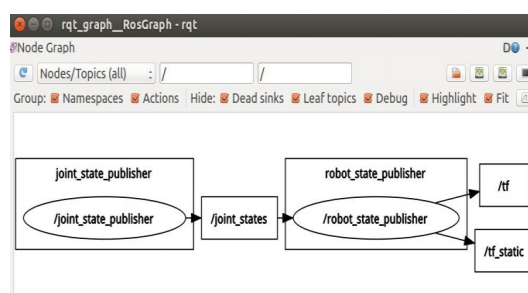 rqt_graph__RosGraph - rqt
Node Graph
D
Nodes/Topics (all) / /
Group: Namespaces Actions Hide: Dead sinks Leaf topics Debug Highlight Fit
joint_state_publisher
/joint_state_publisher
/joint_states
robot_state_publisher
/robot_state_publisher
/tf
/tf_static